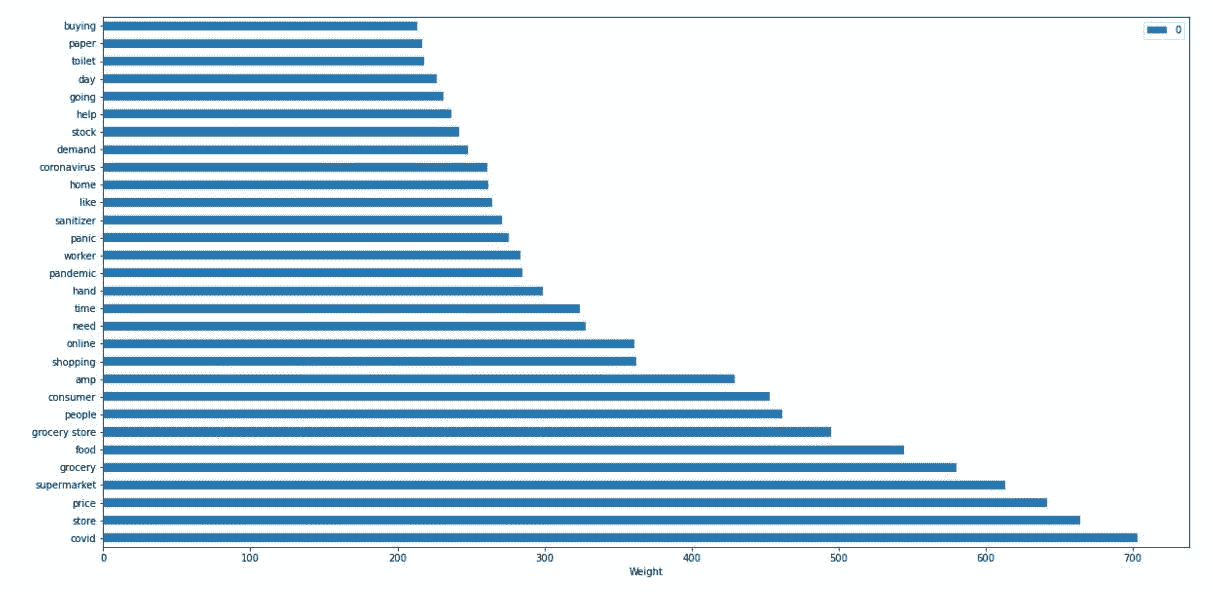 0
buying
paper
toilet
day
going
help
stock
demand
coronavirus
home
like
sanitizer
panic
worker
pandemic
hand
time
need
online
shopping
amp
consumer
people
grocery store
food
grocery
supermarket
price
store
covid
0 100 200 300 400 500 600 700
Weight